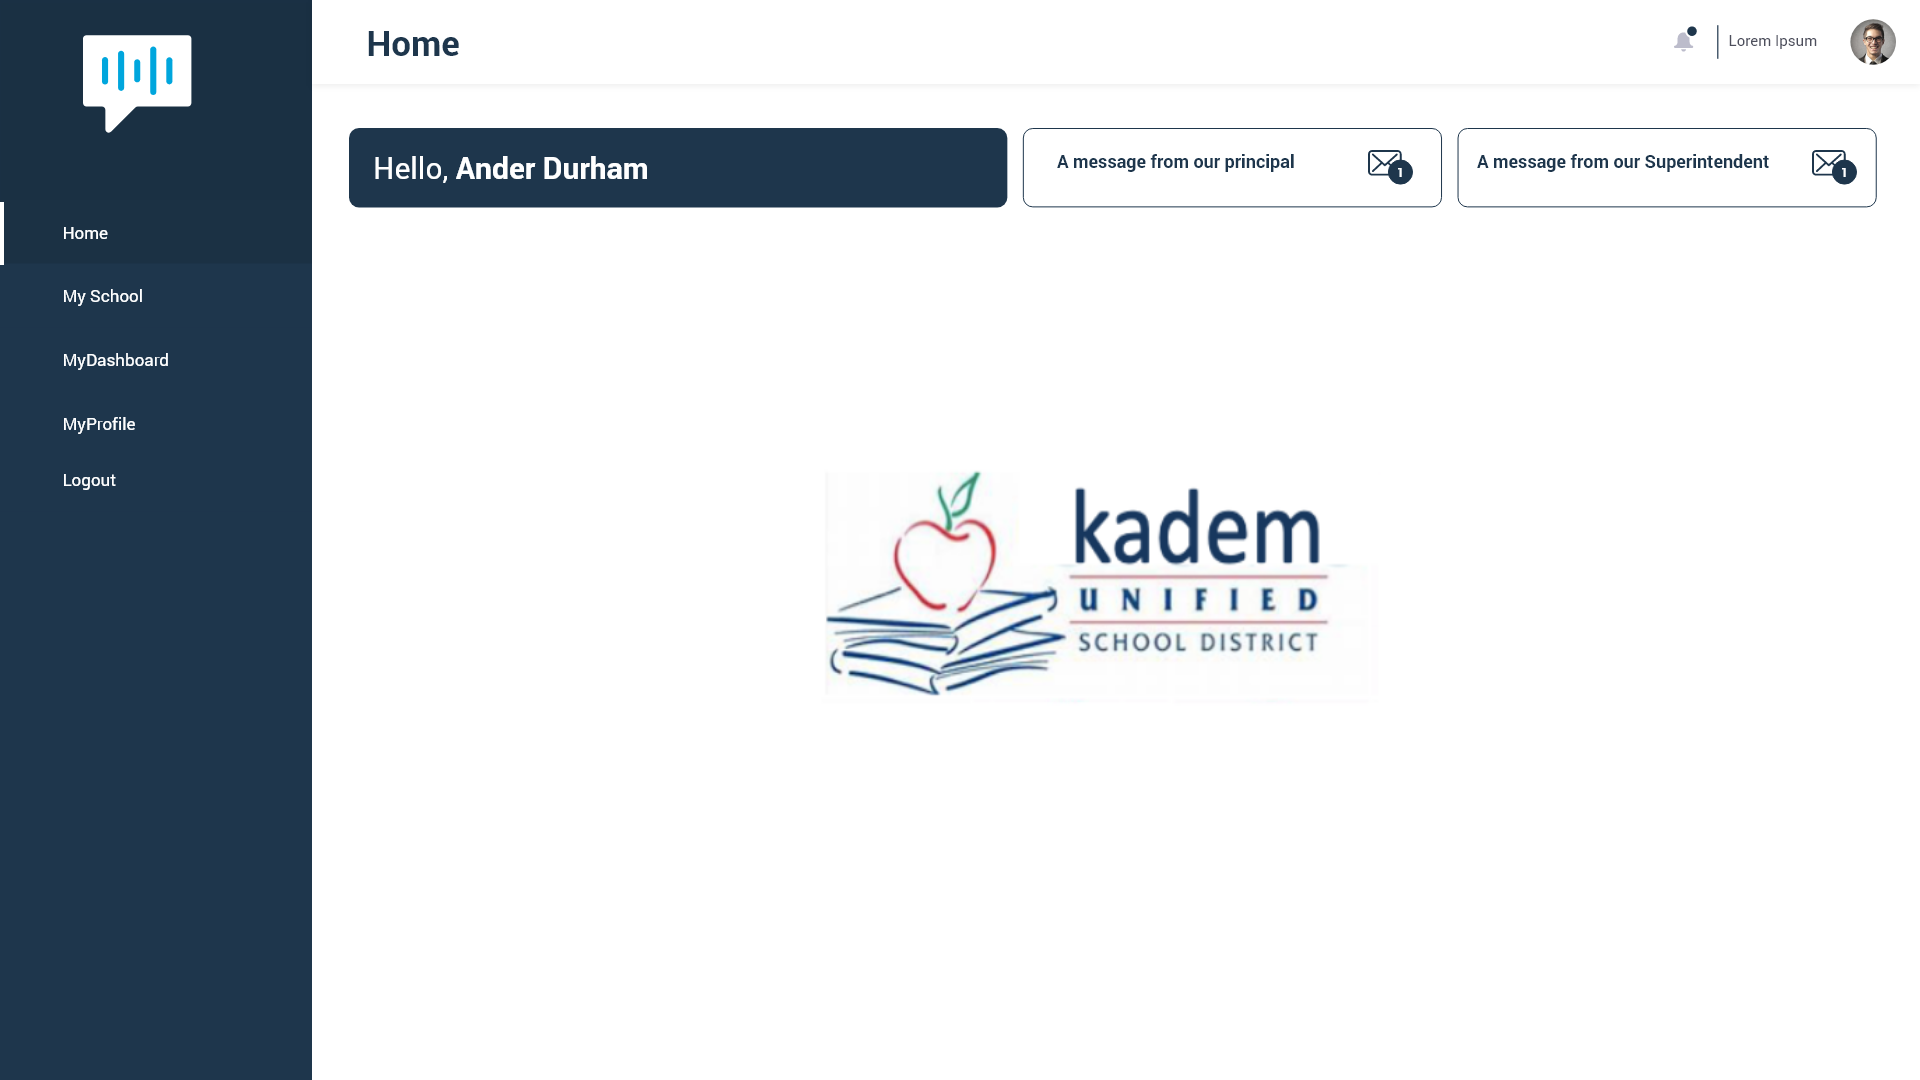 Home
Lorem Ipsum
Hello, Ander Durham
A message from our principal
1
A message from our Superintendent
1
Home
My School
MyDashboard
MyProfile
Logout
kadem
UNIFIED
SCHOOL DISTRICT